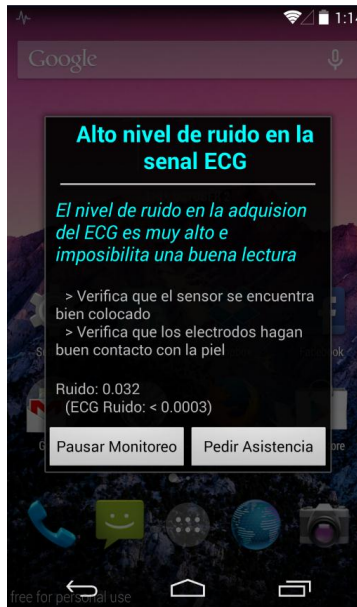 1:14
Google
Alto nivel de ruido en la
senal ECG
El nivel de ruido en la adquision
del ECG es muy alto e
imposibilita una buena lectura
> Verifica que el sensor se encuentra
bien colocado
> Verifica que los electrodos hagan
buen contacto con la piel
Ruido: 0.032
(ECG Ruido: < 0.0003)
Pausar Monitoreo
Pedir Asistencia
free for personal use